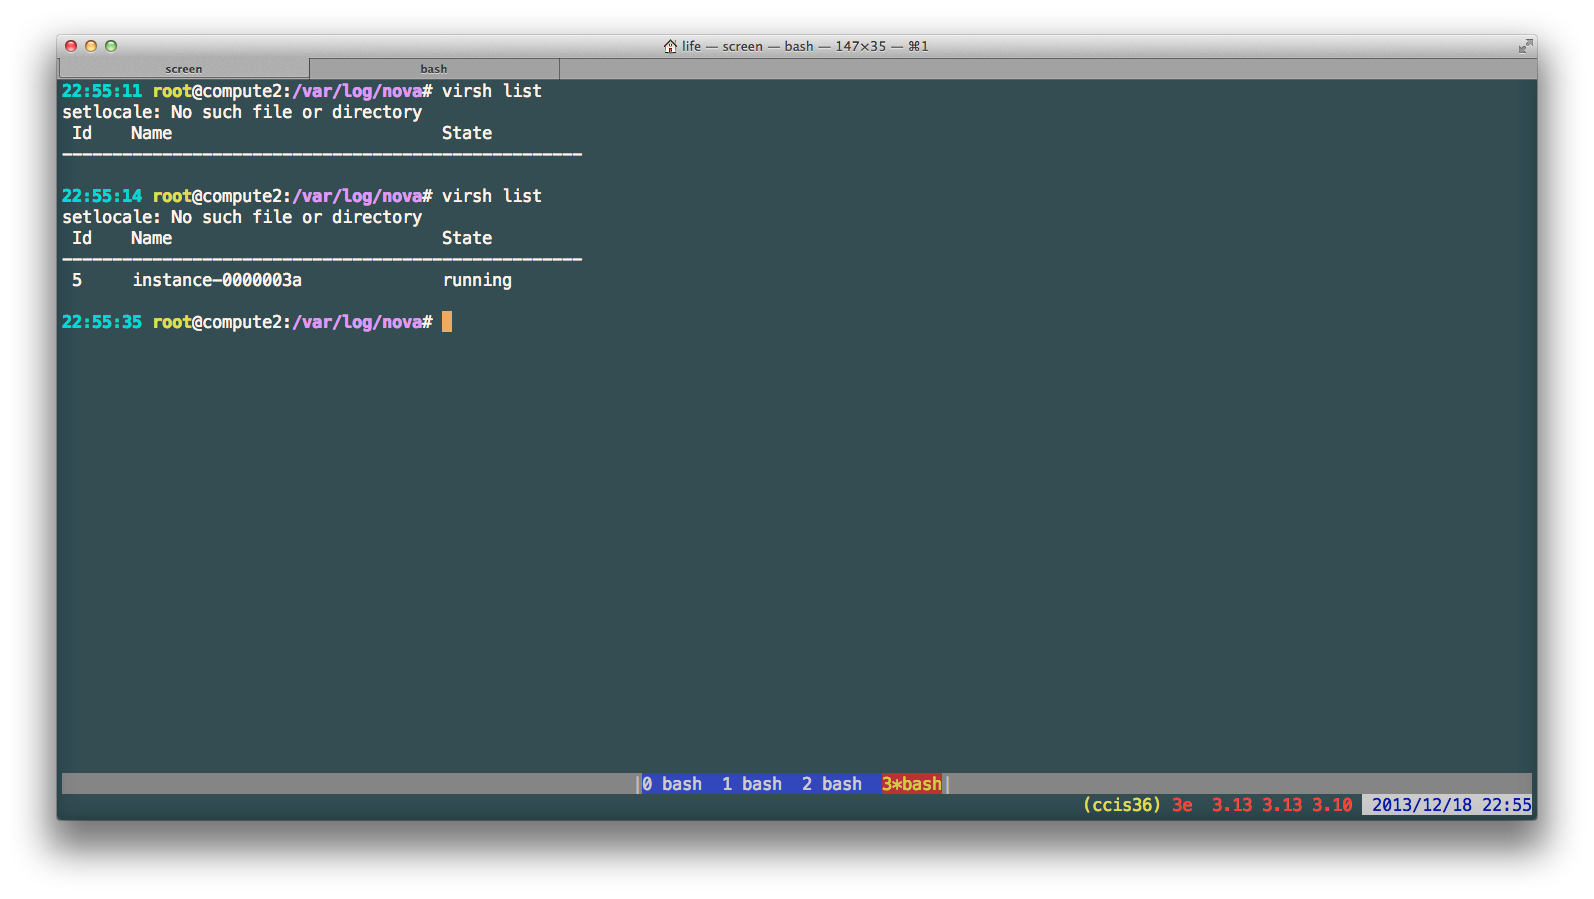 life — screen — bash — 147×35 — ⌘1
screen bash
22:55:11 root@compute2:/var/log/nova# virsh list
setlocale: No such file or directory
 Id    Name                           State
----------------------------------------------------

22:55:14 root@compute2:/var/log/nova# virsh list
setlocale: No such file or directory
 Id    Name                           State
----------------------------------------------------
 5     instance-0000003a              running

22:55:35 root@compute2:/var/log/nova#
|0 bash  1 bash  2 bash  3*bash|
(ccis36) 3e  3.13 3.13 3.10  2013/12/18 22:55